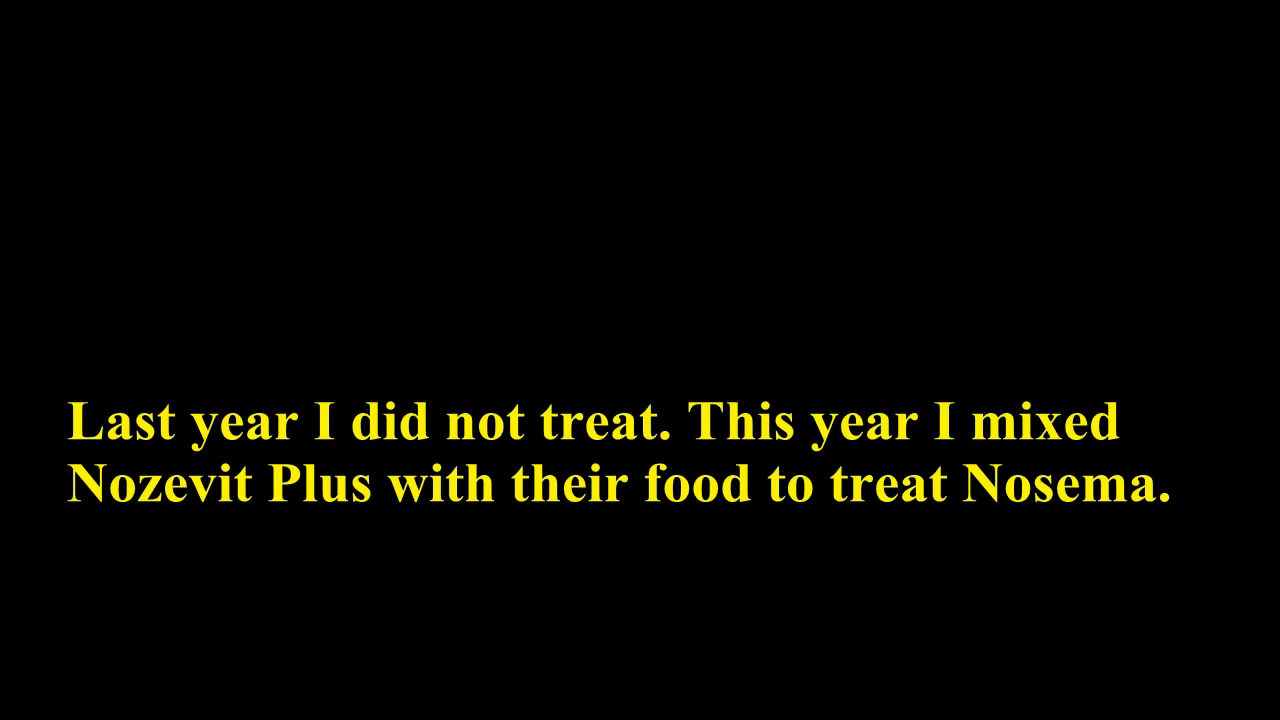 Last year I did not treat. This year I mixed
Nozevit Plus with their food to treat Nosema.